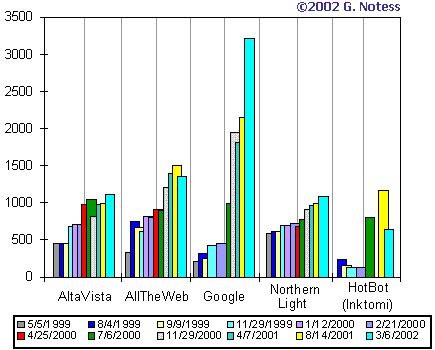 ©2002 G. Notess
3500
3000
2500
2000
1500
1000
500
0
AltaVista AllTheWeb Google Northern Light HotBot (Inktomi)
5/5/1999 8/4/1999 9/9/1999 11/29/1999 1/12/2000 2/21/2000
4/25/2000 7/6/2000 11/29/2000 4/7/2001 8/14/2001 3/6/2002